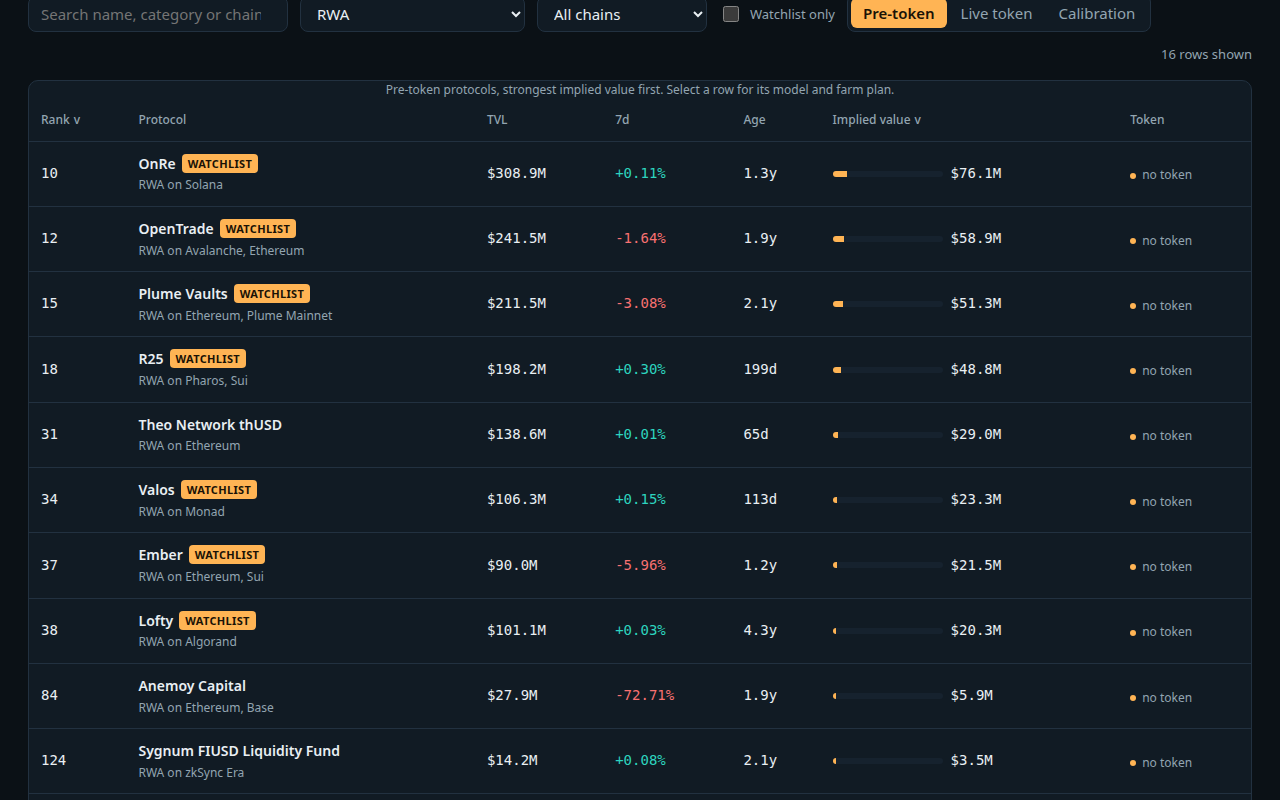 Search name, category or chain
RWA
All chains
Watchlist only
Pre-token
Live token
Calibration
16 rows shown
Pre-token protocols, strongest implied value first. Select a row for its model and farm plan.
Rank v Protocol TVL 7d Age Implied value v Token
10 OnRe WATCHLIST $308.9M +0.11% 1.3y $76.1M no token
RWA on Solana
12 OpenTrade WATCHLIST $241.5M -1.64% 1.9y $58.9M no token
RWA on Avalanche, Ethereum
15 Plume Vaults WATCHLIST $211.5M -3.08% 2.1y $51.3M no token
RWA on Ethereum, Plume Mainnet
18 R25 WATCHLIST $198.2M +0.30% 199d $48.8M no token
RWA on Pharos, Sui
31 Theo Network thUSD $138.6M +0.01% 65d $29.0M no token
RWA on Ethereum
34 Valos WATCHLIST $106.3M +0.15% 113d $23.3M no token
RWA on Monad
37 Ember WATCHLIST $90.0M -5.96% 1.2y $21.5M no token
RWA on Ethereum, Sui
38 Lofty WATCHLIST $101.1M +0.03% 4.3y $20.3M no token
RWA on Algorand
84 Anemoy Capital $27.9M -72.71% 1.9y $5.9M no token
RWA on Ethereum, Base
124 Sygnum FIUSD Liquidity Fund $14.2M +0.08% 2.1y $3.5M no token
RWA on zkSync Era